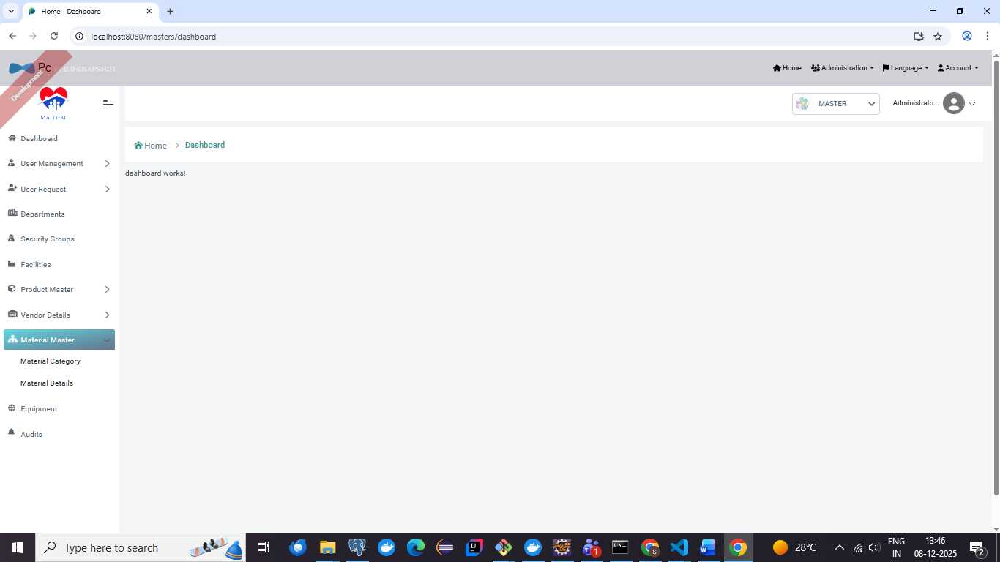 Home - Dashboard
localhost:8080/masters/dashboard
Pc
v1.0.0-SNAPSHOT
Home
Administration
Language
Account
Development
MAITHRI
MASTER
Administrato...
Dashboard
User Management
User Request
Departments
Security Groups
Facilities
Product Master
Vendor Details
Material Master
Material Category
Material Details
Equipment
Audits
Home
Dashboard
dashboard works!
Type here to search
28°C
ENG
IN
13:46
08-12-2025
2